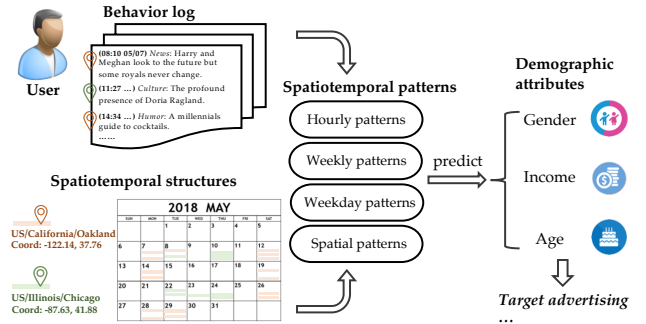 Behavior log
User
(08:10 05/07) News: Harry and
Meghan look to the future but
some royals never change.
(11:27 ...) Culture: The profound
presence of Doria Ragland.
(14:34 ...) Humor: A millennials
guide to cocktails.
......
Spatiotemporal structures
US/California/Oakland
Coord: -122.14, 37.76
US/Illinois/Chicago
Coord: -87.63, 41.88
2018 MAY
SUN MON TUE WED THU FRI SAT
1 2 3 4 5
6 7 8 9 10 11 12
13 14 15 16 17 18 19
20 21 22 23 24 25 26
27 28 29 30 31
Spatiotemporal patterns
Hourly patterns
Weekly patterns
Weekday patterns
Spatial patterns
predict
Demographic
attributes
Gender
Income
Age
Target advertising
...